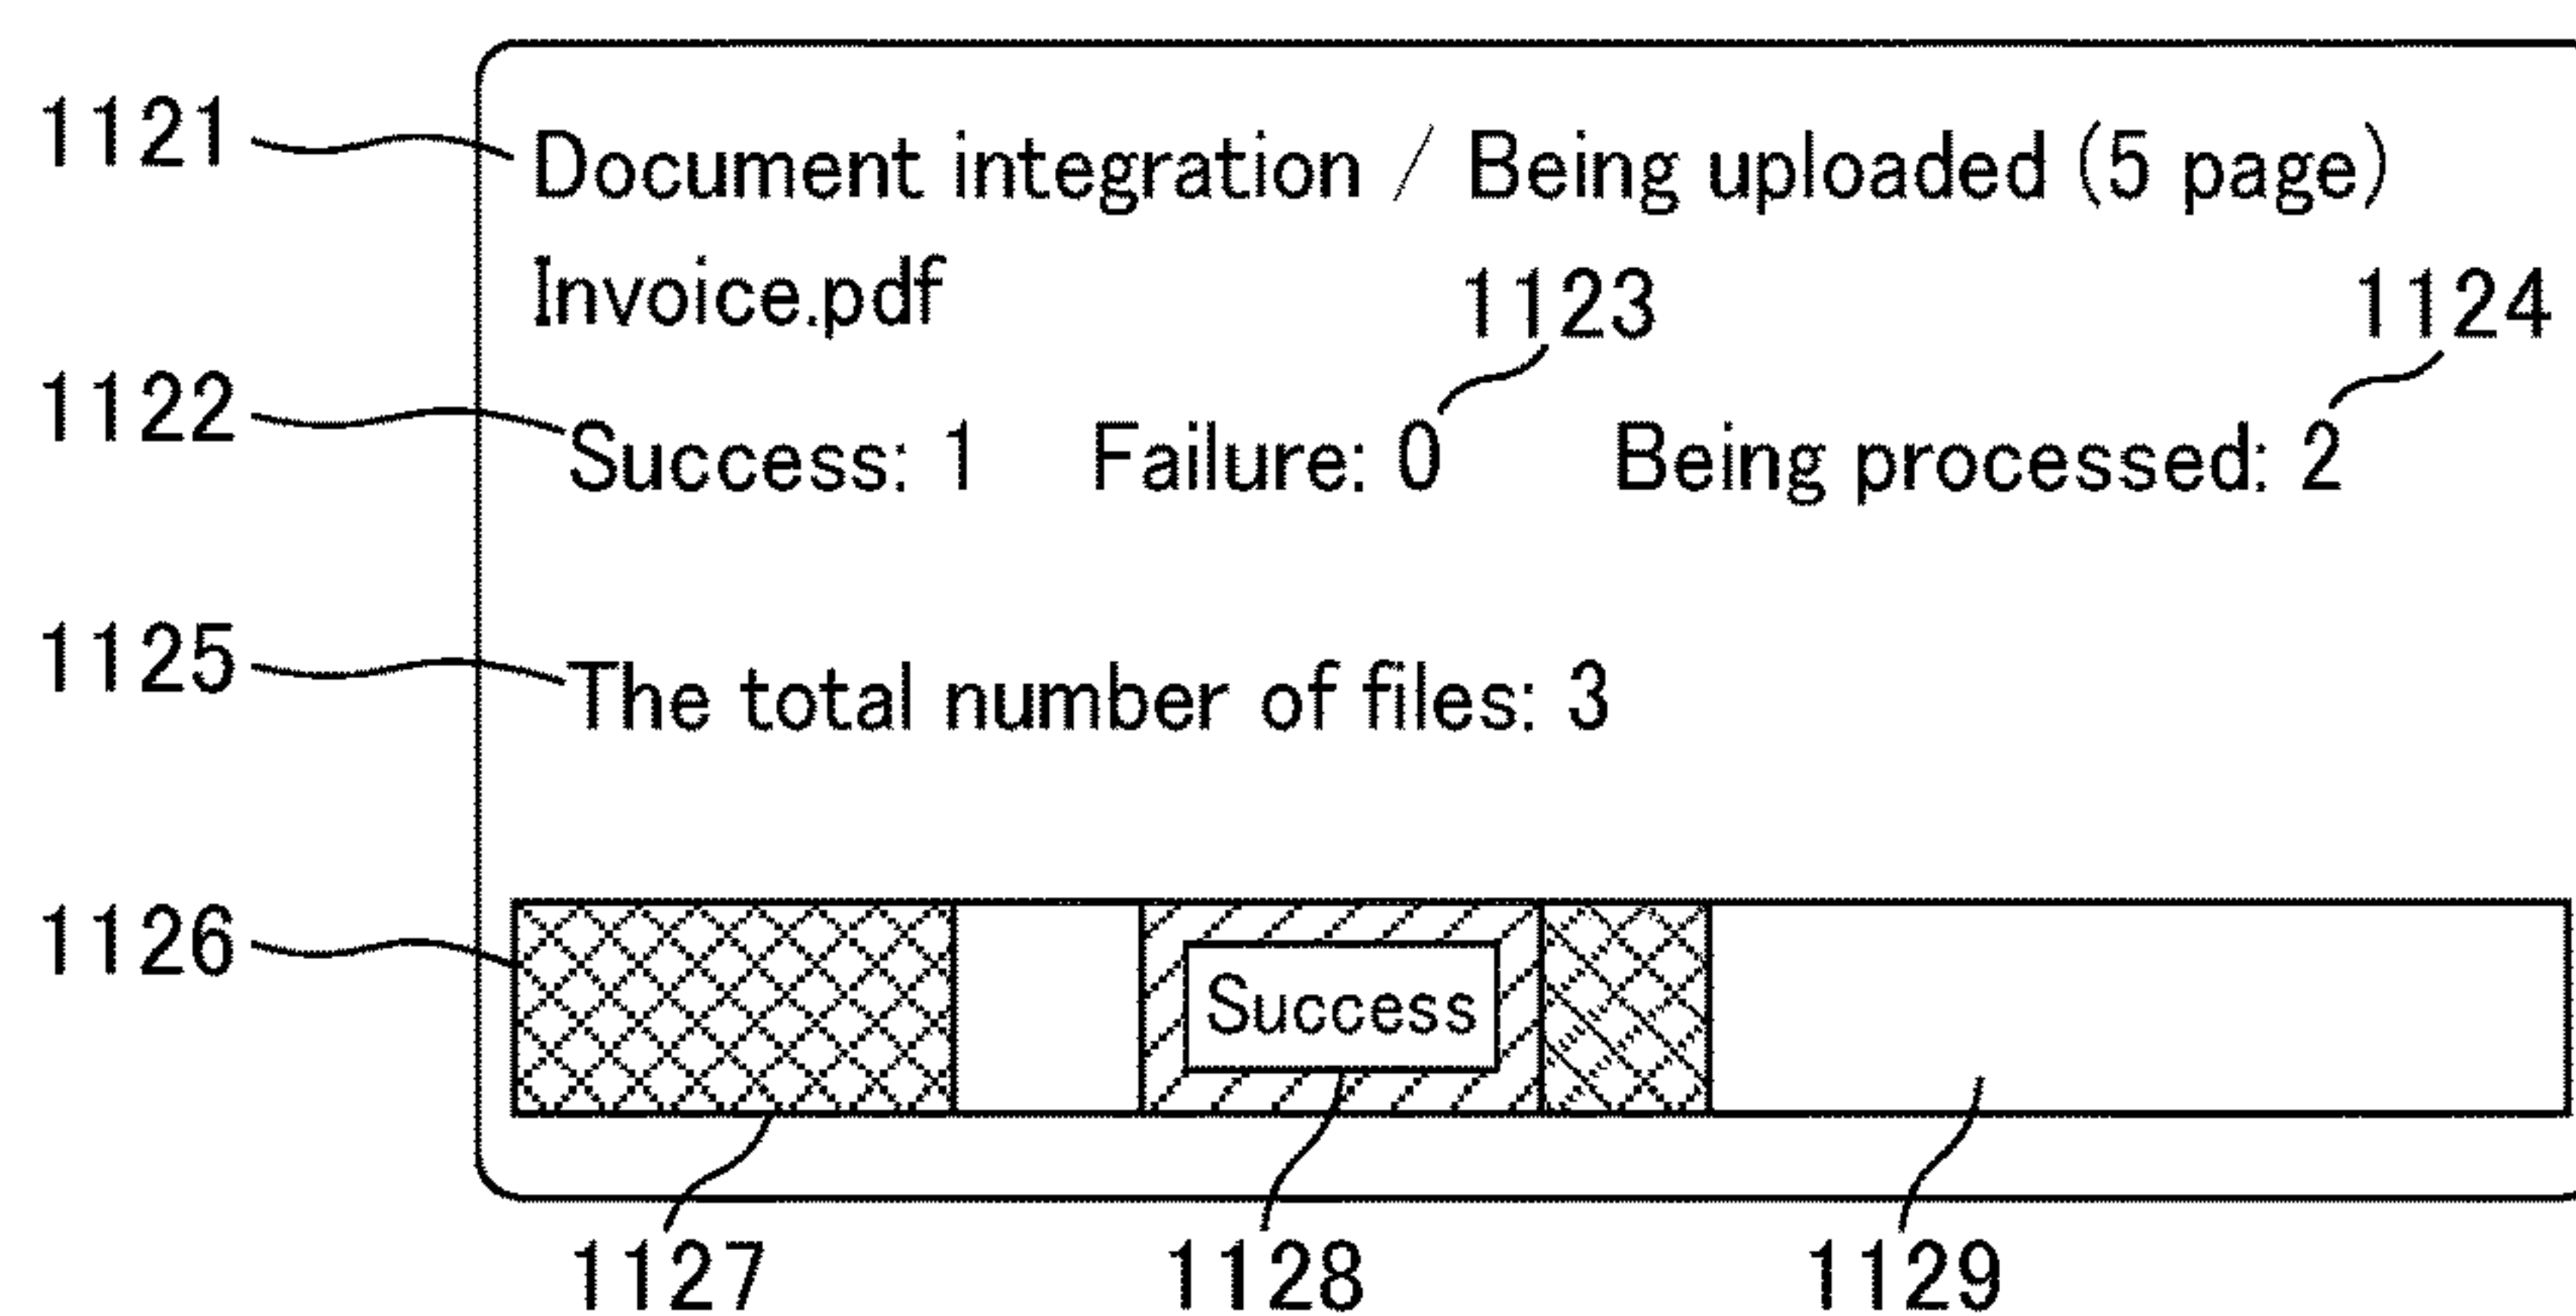 1121 Document integration / Being uploaded (5 page)
Invoice.pdf 1123 1124
1122 Success: 1 Failure: 0 Being processed: 2
1125 The total number of files: 3
1126 Success
1127 1128 1129